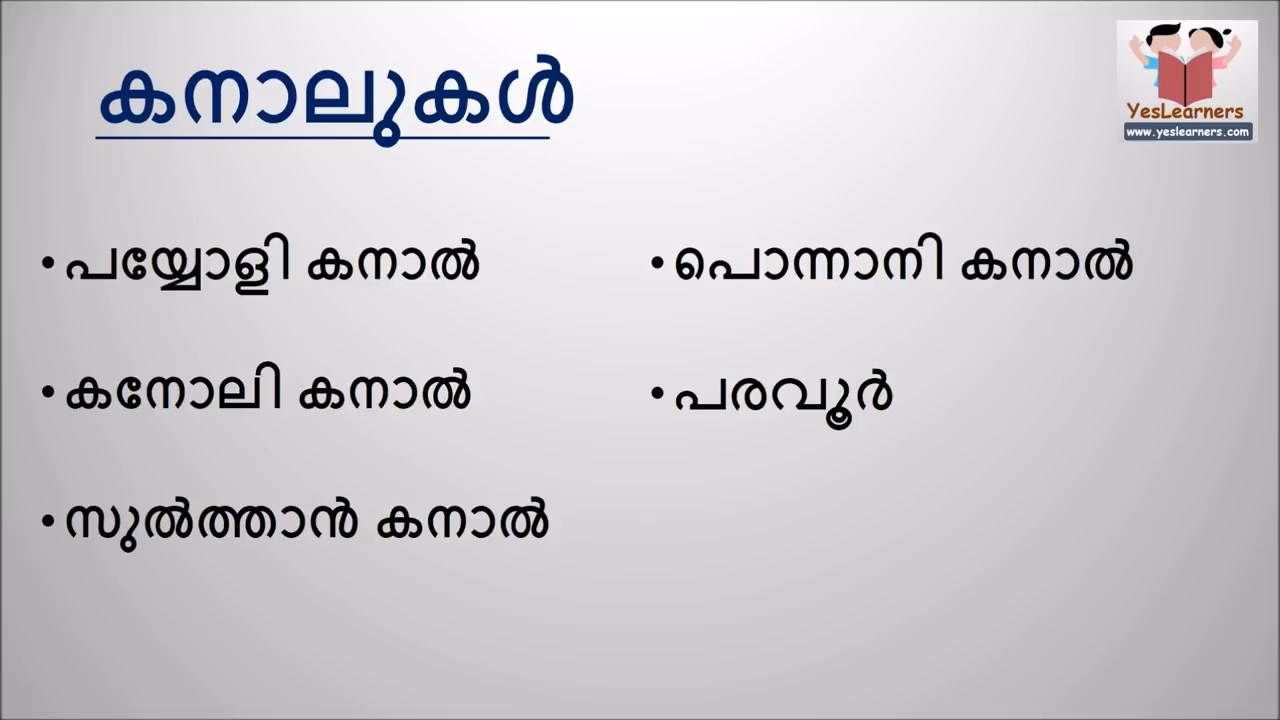 കനാലുകൾ
YesLearners
www.yeslearners.com
•പയ്യോളി കനാൽ
•കനോലി കനാൽ
•സുൽത്താൻ കനാൽ
•പൊന്നാനി കനാൽ
•പരവൂർ